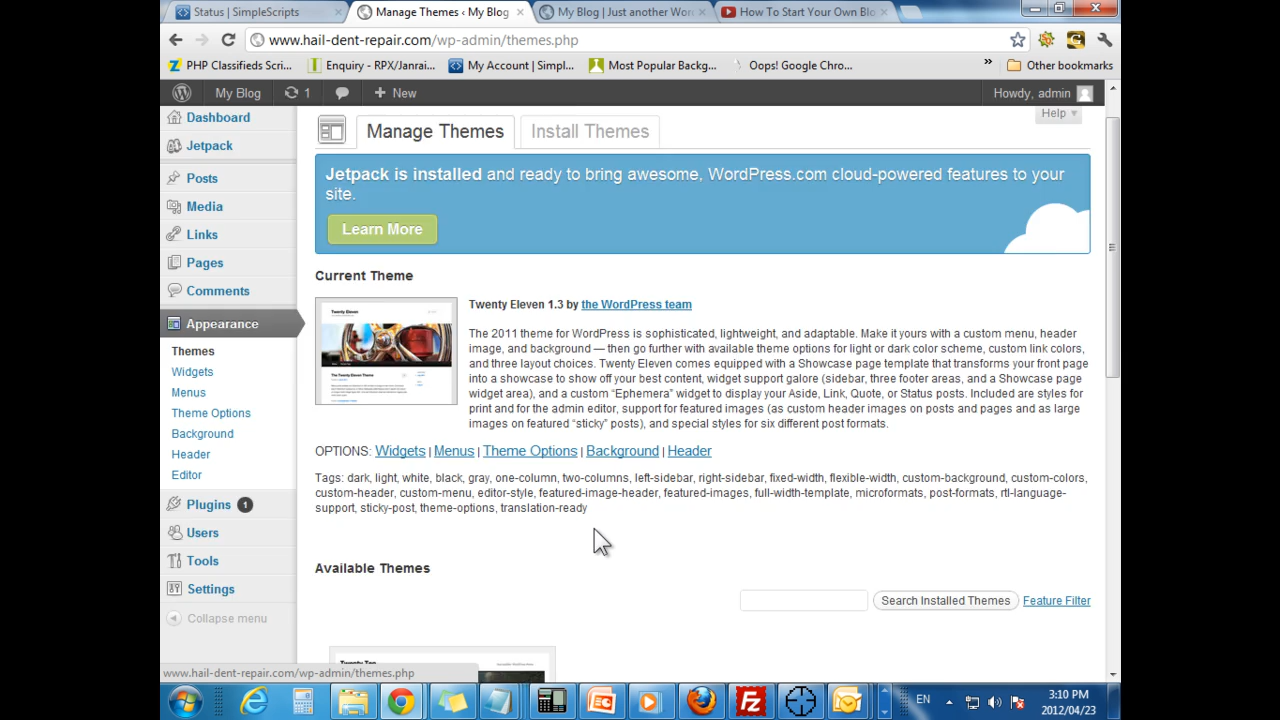 Status | SimpleScripts
Manage Themes ‹ My Blog
My Blog | Just another Wor
How To Start Your Own Blo
www.hail-dent-repair.com/wp-admin/themes.php
PHP Classifieds Scri...
Enquiry - RPX/Janrai...
My Account | Simpl...
Most Popular Backg...
Oops! Google Chro...
»
Other bookmarks
My Blog
1
+ New
Howdy, admin
Dashboard
Jetpack
Posts
Media
Links
Pages
Comments
Appearance
Themes
Widgets
Menus
Theme Options
Background
Header
Editor
Plugins 1
Users
Tools
Settings
Collapse menu
Manage Themes
Install Themes
Help
Jetpack is installed and ready to bring awesome, WordPress.com cloud-powered features to your
site.
Learn More
Current Theme
Twenty Eleven
The Twenty Eleven Theme
Twenty Eleven 1.3 by the WordPress team
The 2011 theme for WordPress is sophisticated, lightweight, and adaptable. Make it yours with a custom menu, header
image, and background — then go further with available theme options for light or dark color scheme, custom link colors,
and three layout choices. Twenty Eleven comes equipped with a Showcase page template that transforms your front page
into a showcase to show off your best content, widget support galore (sidebar, three footer areas, and a Showcase page
widget area), and a custom “Ephemera” widget to display your Aside, Link, Quote, or Status posts. Included are styles for
print and for the admin editor, support for featured images (as custom header images on posts and pages and as large
images on featured “sticky” posts), and special styles for six different post formats.
OPTIONS: Widgets | Menus | Theme Options | Background | Header
Tags: dark, light, white, black, gray, one-column, two-columns, left-sidebar, right-sidebar, fixed-width, flexible-width, custom-background, custom-colors,
custom-header, custom-menu, editor-style, featured-image-header, featured-images, full-width-template, microformats, post-formats, rtl-language-
support, sticky-post, theme-options, translation-ready
Available Themes
Search Installed Themes
Feature Filter
Twenty Ten
www.hail-dent-repair.com/wp-admin/themes.php
EN
3:10 PM
2012/04/23